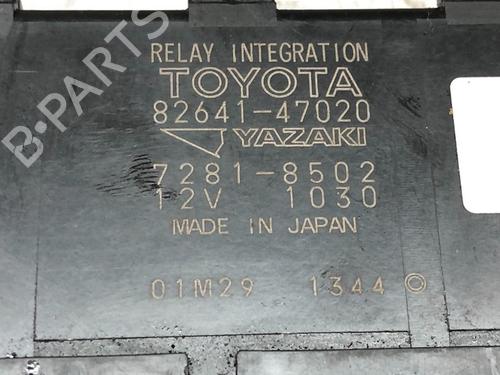 B-PARTS
RELAY INTEGRATION
TOYOTA
82641-47020
YAZAKI
7281-8502
12V 1030
MADE IN JAPAN
01M29 1344